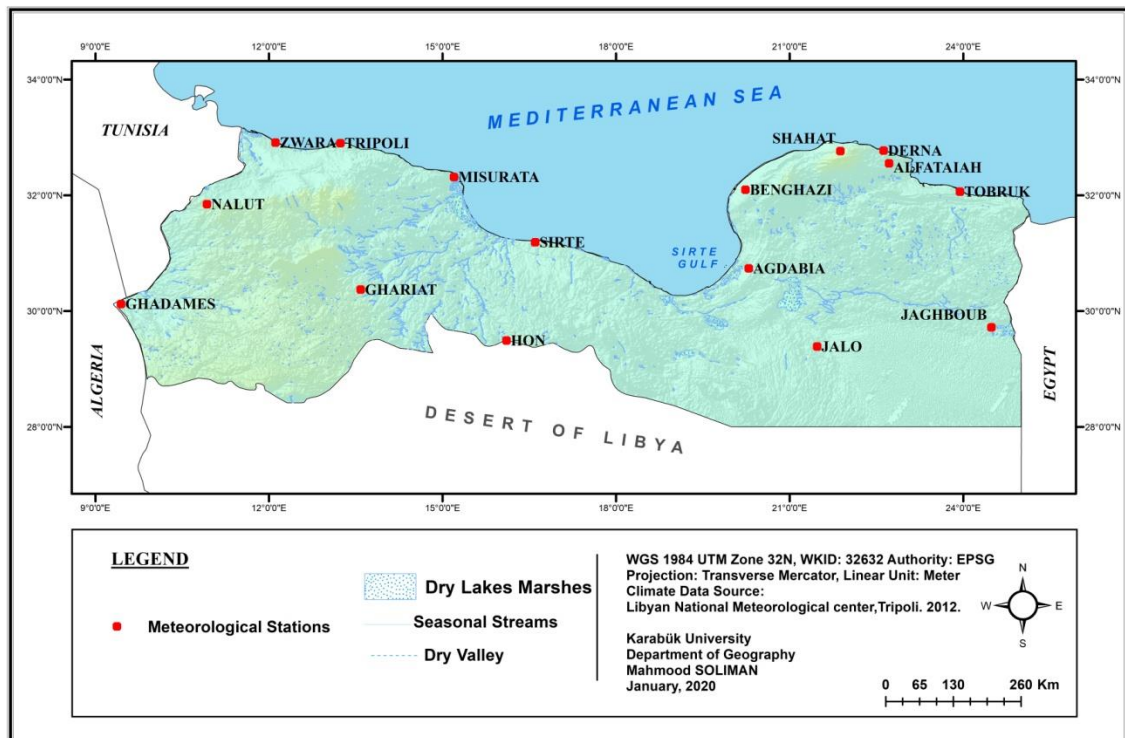 9°0'0"E 12°0'0"E 15°0'0"E 18°0'0"E 21°0'0"E 24°0'0"E
34°0'0"N 34°0'0"N
MEDITERRANEAN SEA
TUNISIA
ZWARA TRIPOLI
SHAHAT
DERNA
ALFATAIAH
MISURATA
32°0'0"N 32°0'0"N
BENGHAZI
TOBRUK
NALUT
SIRTE
SIRTE
GULF
AGDABIA
GHARIAT
GHADAMES
30°0'0"N 30°0'0"N
JAGHBOUB
HON
JALO
ALGERIA
EGYPT
DESERT OF LIBYA
28°0'0"N 28°0'0"N
9°0'0"E 12°0'0"E 15°0'0"E 18°0'0"E 21°0'0"E 24°0'0"E
LEGEND
Meteorological Stations
Dry Lakes Marshes
Seasonal Streams
Dry Valley
WGS 1984 UTM Zone 32N, WKID: 32632 Authority: EPSG
Projection: Transverse Mercator, Linear Unit: Meter
Climate Data Source:
Libyan National Meteorological center,Tripoli. 2012.
Karabük University
Department of Geography
Mahmood SOLIMAN
January, 2020
N
W E
S
0 65 130 260 Km